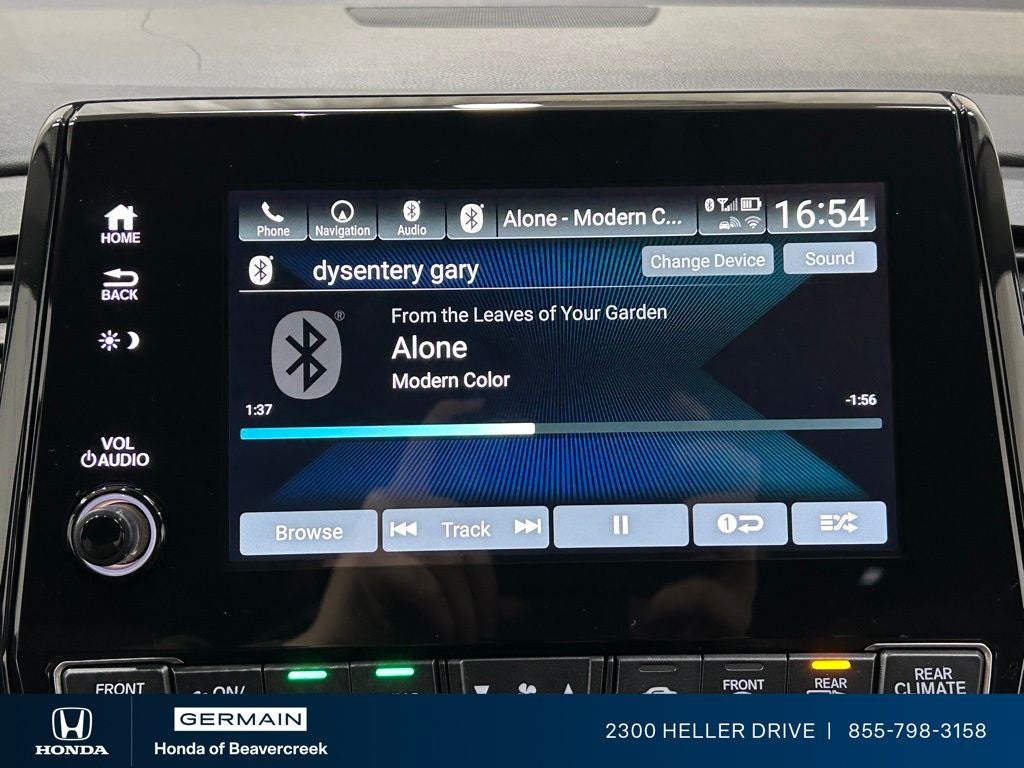 HOME
BACK
VOL
AUDIO
Phone
Navigation
Audio
Alone - Modern C...
16:54
dysentery gary
Change Device
Sound
®
From the Leaves of Your Garden
Alone
Modern Color
1:37
-1:56
Browse
Track
1
FRONT
ON/
FRONT
REAR
REAR
CLIMATE
HONDA
GERMAIN
Honda of Beavercreek
2300 HELLER DRIVE | 855-798-3158